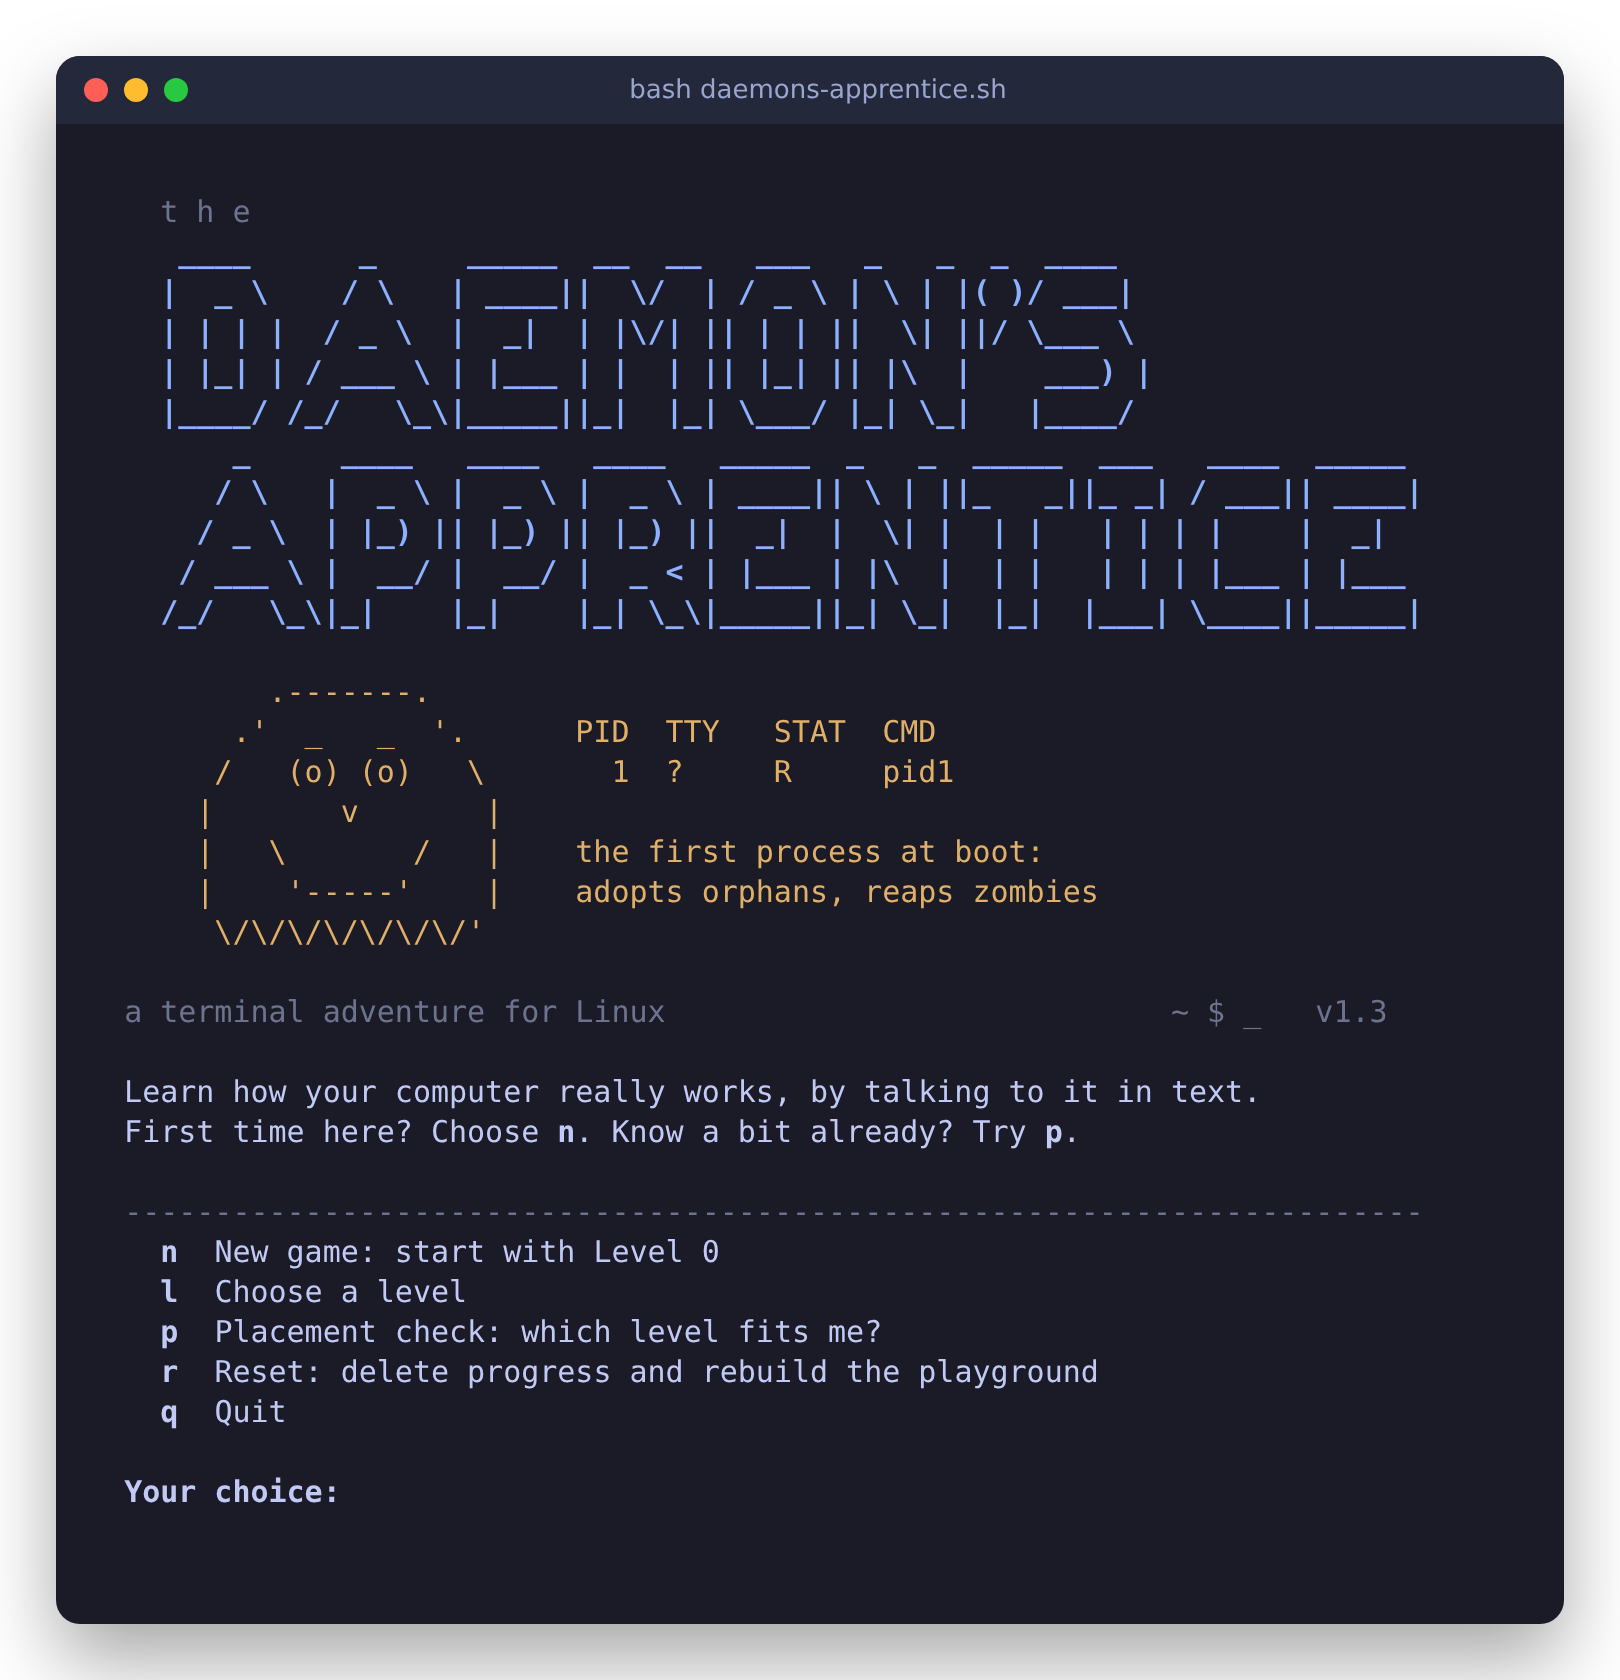 bash daemons-apprentice.sh
t h e
DAEMON'S
APPRENTICE
PID TTY STAT CMD
1 ? R pid1
the first process at boot:
adopts orphans, reaps zombies
a terminal adventure for Linux ~ $ _ v1.3
Learn how your computer really works, by talking to it in text.
First time here? Choose n. Know a bit already? Try p.
n New game: start with Level 0
l Choose a level
p Placement check: which level fits me?
r Reset: delete progress and rebuild the playground
q Quit
Your choice: